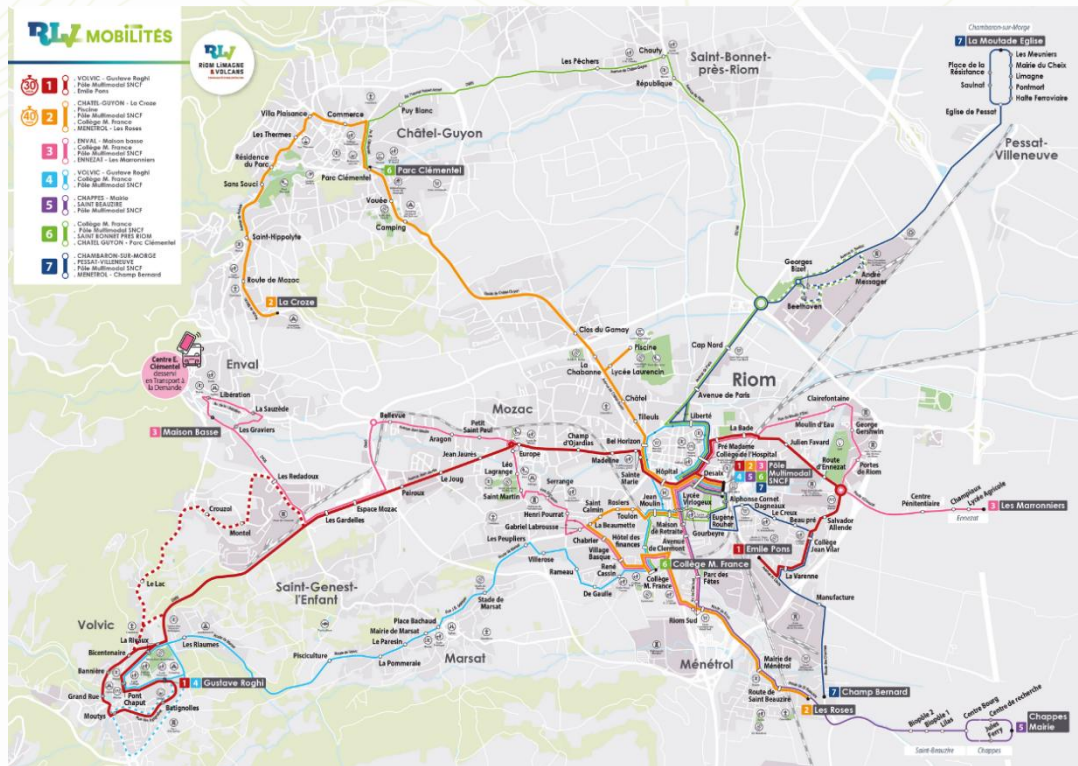 RLV MOBILITÉS
RLV
RIOM LIMAGNE
& VOLCANS
30
1
. VOLVIC - Gustave Roghi
. Pôle Multimodal SNCF
. Emile Pons
40
2
. CHATEL-GUYON - La Croze
. Piscine
. Pôle Multimodal SNCF
. Collège M. France
. MENETROL - Les Roses
3
. ENVAL - Maison basse
. Collège M. France
. Pôle Multimodal SNCF
. ENNEZAT - Les Marronniers
4
. VOLVIC - Gustave Roghi
. Collège M. France
. Pôle Multimodal SNCF
5
. CHAPPES - Mairie
. SAINT BEAUZIRE
. Pôle Multimodal SNCF
6
. Collège M. France
. Pôle Multimodal SNCF
. SAINT BONNET PRES RIOM
. CHATEL GUYON - Parc Clémentel
7
. CHAMBARON-SUR-MORGE
. PESSAT-VILLENEUVE
. Pôle Multimodal SNCF
. MENETROL - Champ Bernard
Chambaron-sur-Morge
7 La Moutade Eglise
Les Meuniers
Place de la
Résistance
Mairie du Cheix
Limagne
Saulnat
Pontmort
Halte Ferroviaire
Eglise de Pessat
Pessat-
Villeneuve
Chouty
Saint-Bonnet-
près-Riom
Les Pêchers
République
Puy Blanc
Châtel-Guyon
Vita Plaisance
Commerce
Les Thermes
Résidence
du Parc
Parc Clémentel
6 Parc Clémentel
Sans Souci
Vouée
Camping
Saint-Hippolyte
Route de Mozac
2 La Croze
Georges
Bizet
André
Messager
Beethoven
Clos du Gamay
Piscine
La
Chabanne
Lycée Laurencin
Cap Nord
Riom
Avenue de Paris
Châtel
Tilleuls
Centre E.
Clémentel
desservi
en Transport à
la Demande
Enval
Libération
La Sauzède
3 Maison Basse
Les Graviers
Les Redadoux
Mozac
Bellevue
Petit
Saint Paul
Aragon
Jean Jaurès
Europe
Champ
d'Ojardias
Madeline
Bel Horizon
Sainte
Marie
Le Joug
Pairoux
Espace Mozac
Les Gardelles
Léo
Lagrange
Saint Martin
Serrange
Henri Pourrat
Gabriel Labrousse
Saint
Calmin
Rosiers
Toulon
La Beaumette
Chabrier
Hôtel des
finances
Village
Basque
René
Cassin
Liberté
Pré Madame
Collège de l'Hospital
Hôpital
Desaix
Jean
Moulin
Lycée
Virlogeux
Maison
de Retraite
Avenue
de Clermont
Eugène
Rouher
Gourbeyre
Alphonse Cornet
Dagneaux
1 2 3
4 5 6
7
Pôle
Multimodal
SNCF
La Bade
Clairefontaine
Moulin d'Eau
George
Gershwin
Julien Favard
Route
d'Ennezat
Portes de
Riom
Centre
Pénitentiaire
Champioux
Lycée Agricole
Ennezat
3 Les Marronniers
Salvador
Allende
Le Creux
Beau pré
Collège
Jean Vilar
1 Emile Pons
La Varenne
Manufacture
6 Collège M. France
Collège
M. France
Parc des
Fêtes
Riom Sud
De Gaulle
Rameau
Villerose
Les Peupliers
Stade de
Marsat
Place Bachaud
Mairie de Marsat
Le Paresin
La Pommeraie
Pisciculture
Marsat
Saint-Genest-
l'Enfant
Ménétrol
Mairie de
Ménétrol
Route de
Saint Beauziré
2 Les Roses
7 Champ Bernard
Crouzol
Montel
Le Lac
Volvic
La Rivaux
Bicentenaire
Bannière
Les Riaumes
Grand Rue
Pont
Chaput
Moutys
Batignolles
1 4 Gustave Roghi
Biopôle 2
Biopôle 1
Lilas
Saint-Beauzire
Centre Bourg
Centre de recherche
Jules
Ferry
Chappes
5 Chappes
Mairie